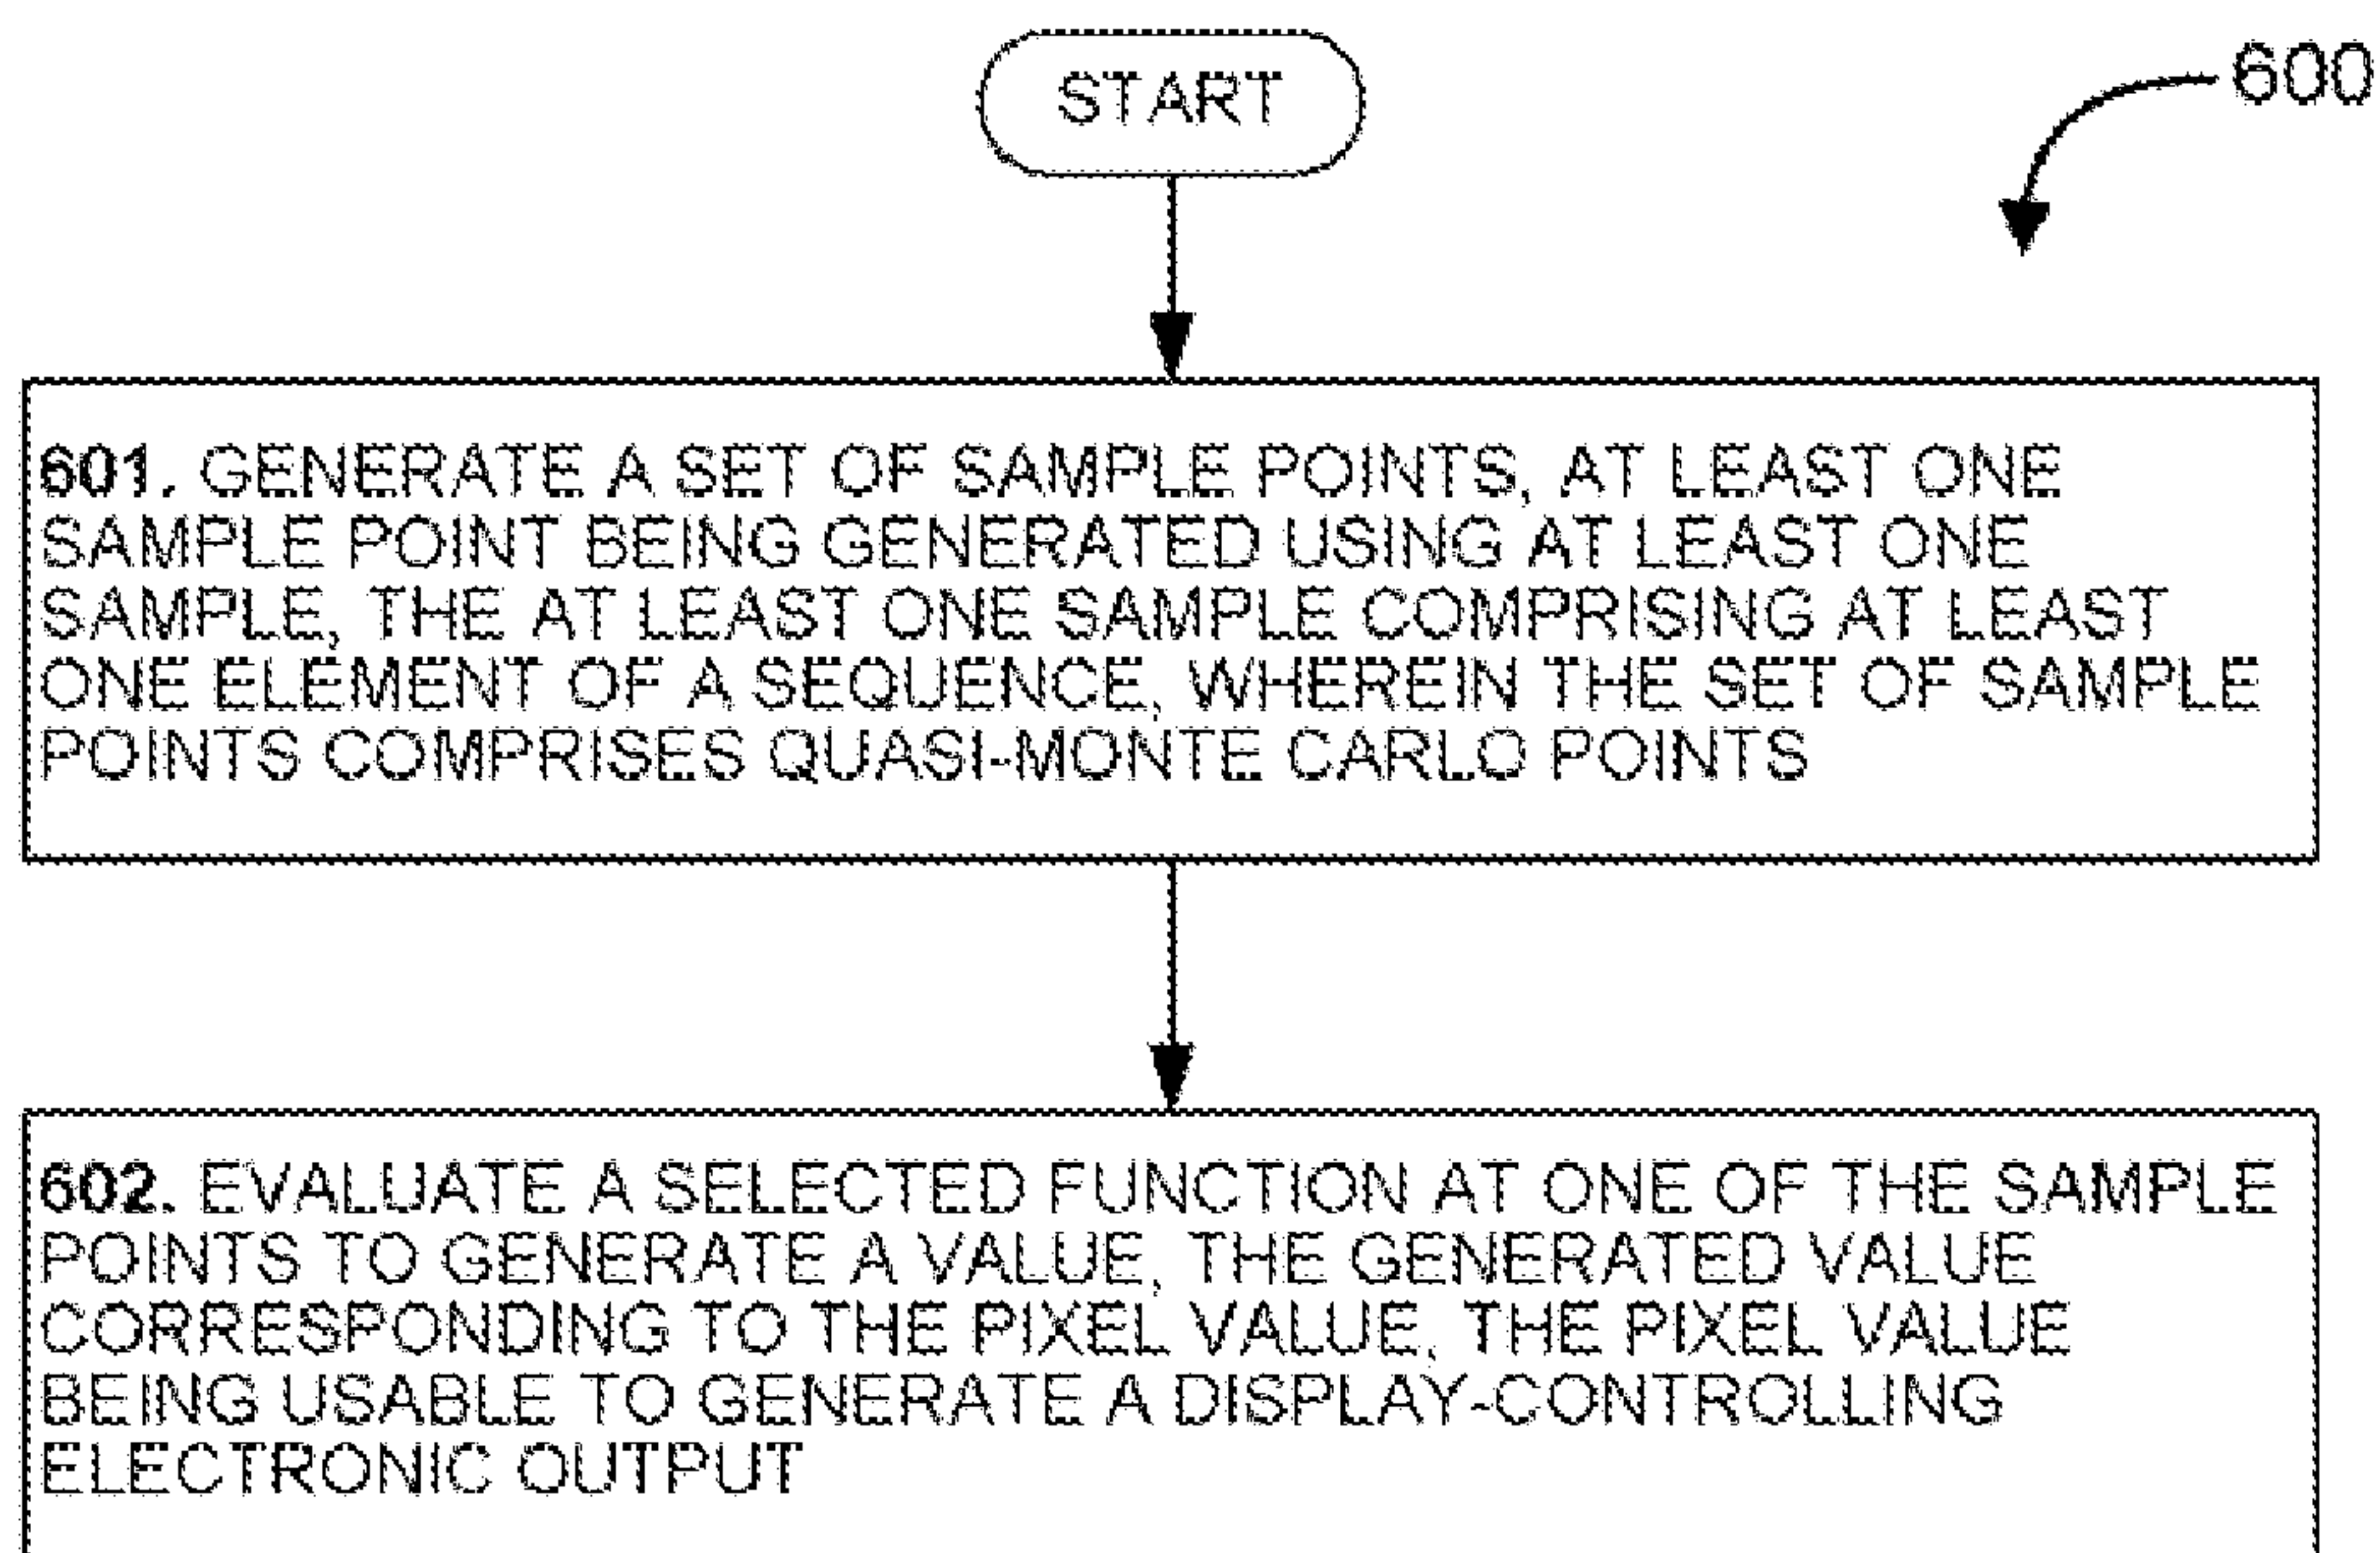 START
600
601. GENERATE A SET OF SAMPLE POINTS, AT LEAST ONE
SAMPLE POINT BEING GENERATED USING AT LEAST ONE
SAMPLE, THE AT LEAST ONE SAMPLE COMPRISING AT LEAST
ONE ELEMENT OF A SEQUENCE, WHEREIN THE SET OF SAMPLE
POINTS COMPRISES QUASI-MONTE CARLO POINTS
602. EVALUATE A SELECTED FUNCTION AT ONE OF THE SAMPLE
POINTS TO GENERATE A VALUE, THE GENERATED VALUE
CORRESPONDING TO THE PIXEL VALUE, THE PIXEL VALUE
BEING USABLE TO GENERATE A DISPLAY-CONTROLLING
ELECTRONIC OUTPUT